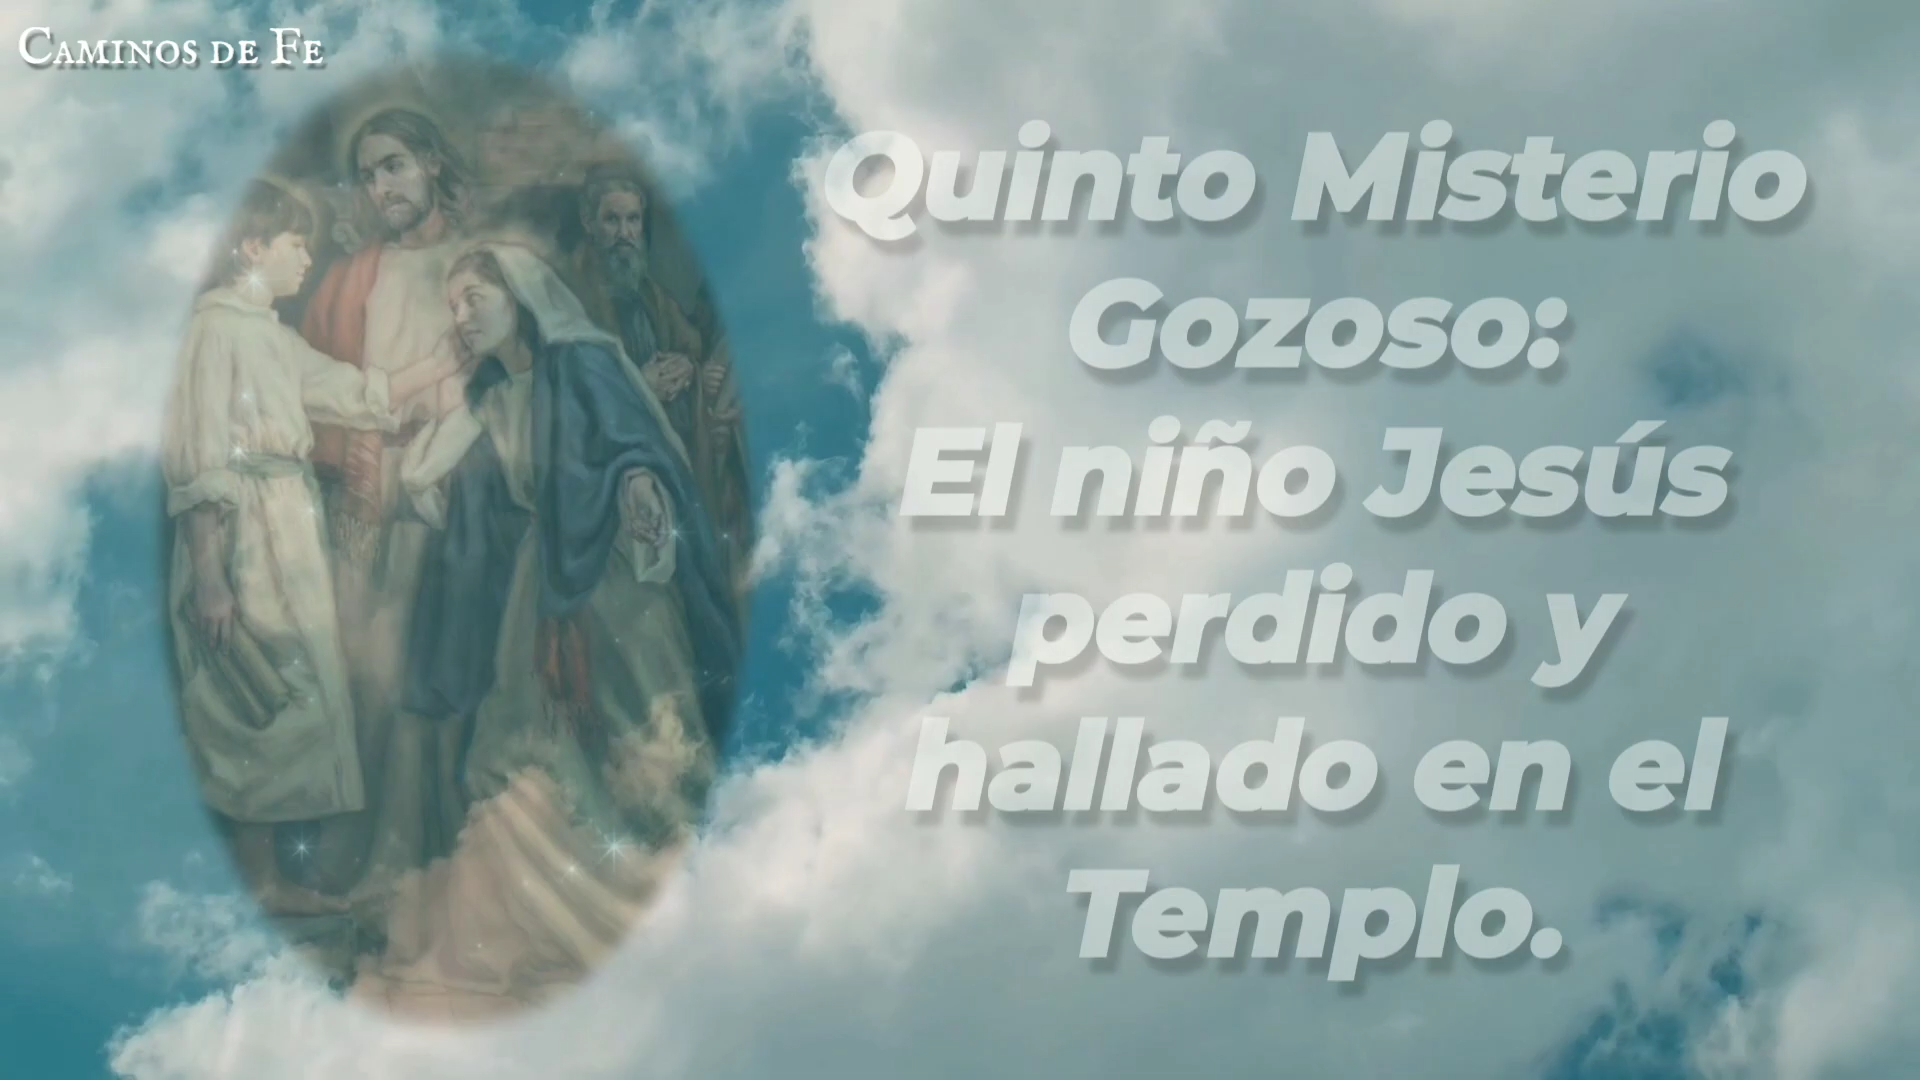 Caminos de Fe
Quinto Misterio
Gozoso:
El niño Jesús
perdido y
hallado en el
Templo.